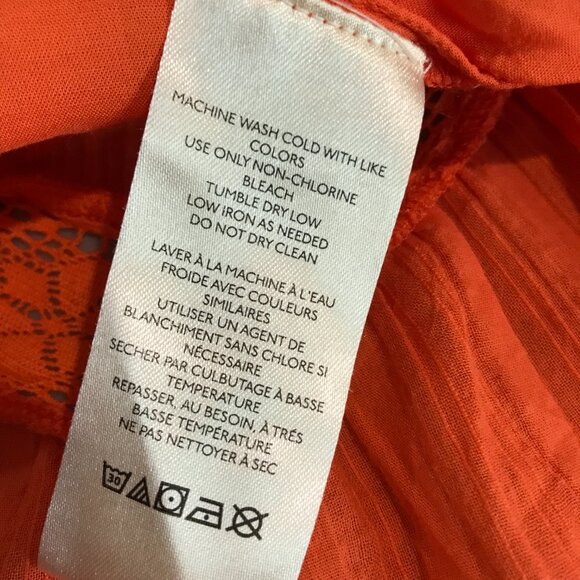 MACHINE WASH COLD WITH LIKE
COLORS
USE ONLY NON-CHLORINE
BLEACH
TUMBLE DRY LOW
LOW IRON AS NEEDED
DO NOT DRY CLEAN
LAVER À LA MACHINE À L'EAU
FROIDE AVEC COULEURS
SIMILAIRES
UTILISER UN AGENT DE
BLANCHIMENT SANS CHLORE SI
NÉCESSAIRE
SECHER PAR CULBUTAGE À BASSE
TEMPERATURE
REPASSER, AU BESOIN, À TRÉS
BASSE TEMPÉRATURE
NE PAS NETTOYER À SEC
30